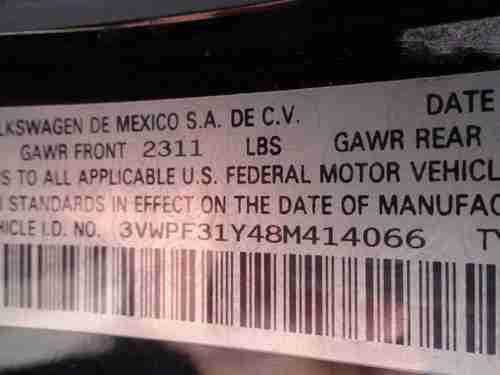 LKSWAGEN DE MEXICO S.A. DE C.V. DATE
GAWR FRONT 2311 LBS GAWR REAR
S TO ALL APPLICABLE U.S. FEDERAL MOTOR VEHICL
STANDARDS IN EFFECT ON THE DATE OF MANUFAC
HICLE I.D. NO. 3VWPF31Y48M414066 TY